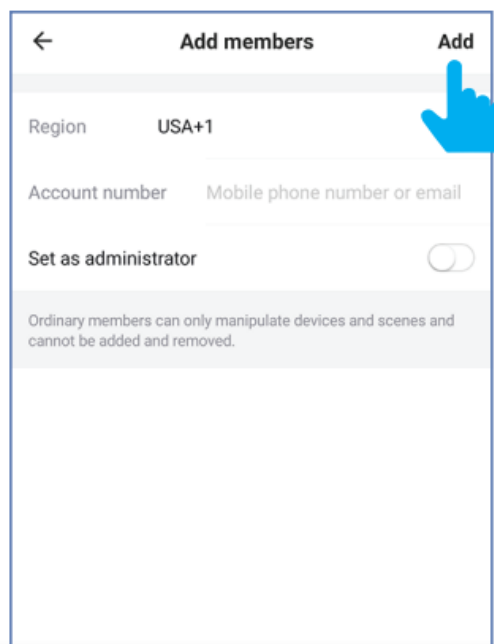 Add members Add
Region USA+1
Account number Mobile phone number or email
Set as administrator
Ordinary members can only manipulate devices and scenes and
cannot be added and removed.